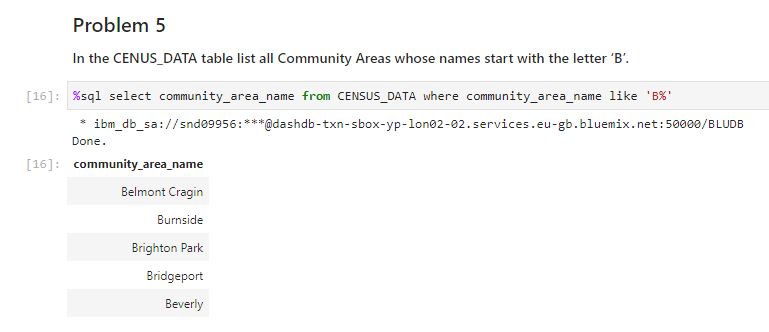 Problem 5
In the CENUS_DATA table list all Community Areas whose names start with the letter ‘B’.
[16]: %sql select community_area_name from CENSUS_DATA where community_area_name like 'B%'
* ibm_db_sa://snd09956:***@dashdb-txn-sbox-yp-lon02-02.services.eu-gb.bluemix.net:50000/BLUDB
Done.
[16]: community_area_name
Belmont Cragin
Burnside
Brighton Park
Bridgeport
Beverly